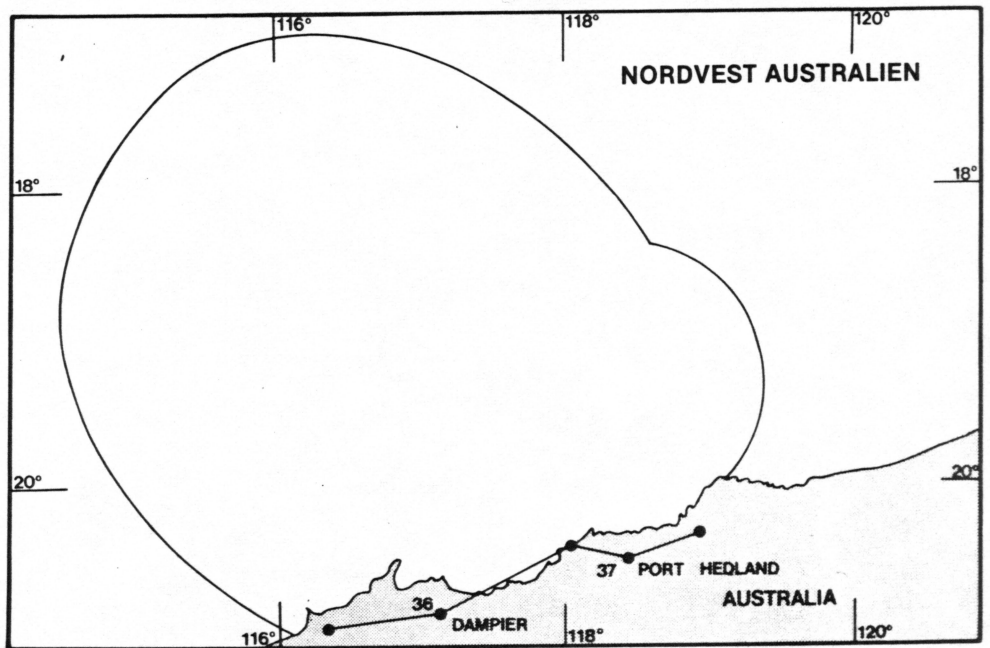 116° 118° 120°
NORDVEST AUSTRALIEN
18° 18°
20° 20°
37 PORT HEDLAND
36
DAMPIER
AUSTRALIA
116° 118° 120°